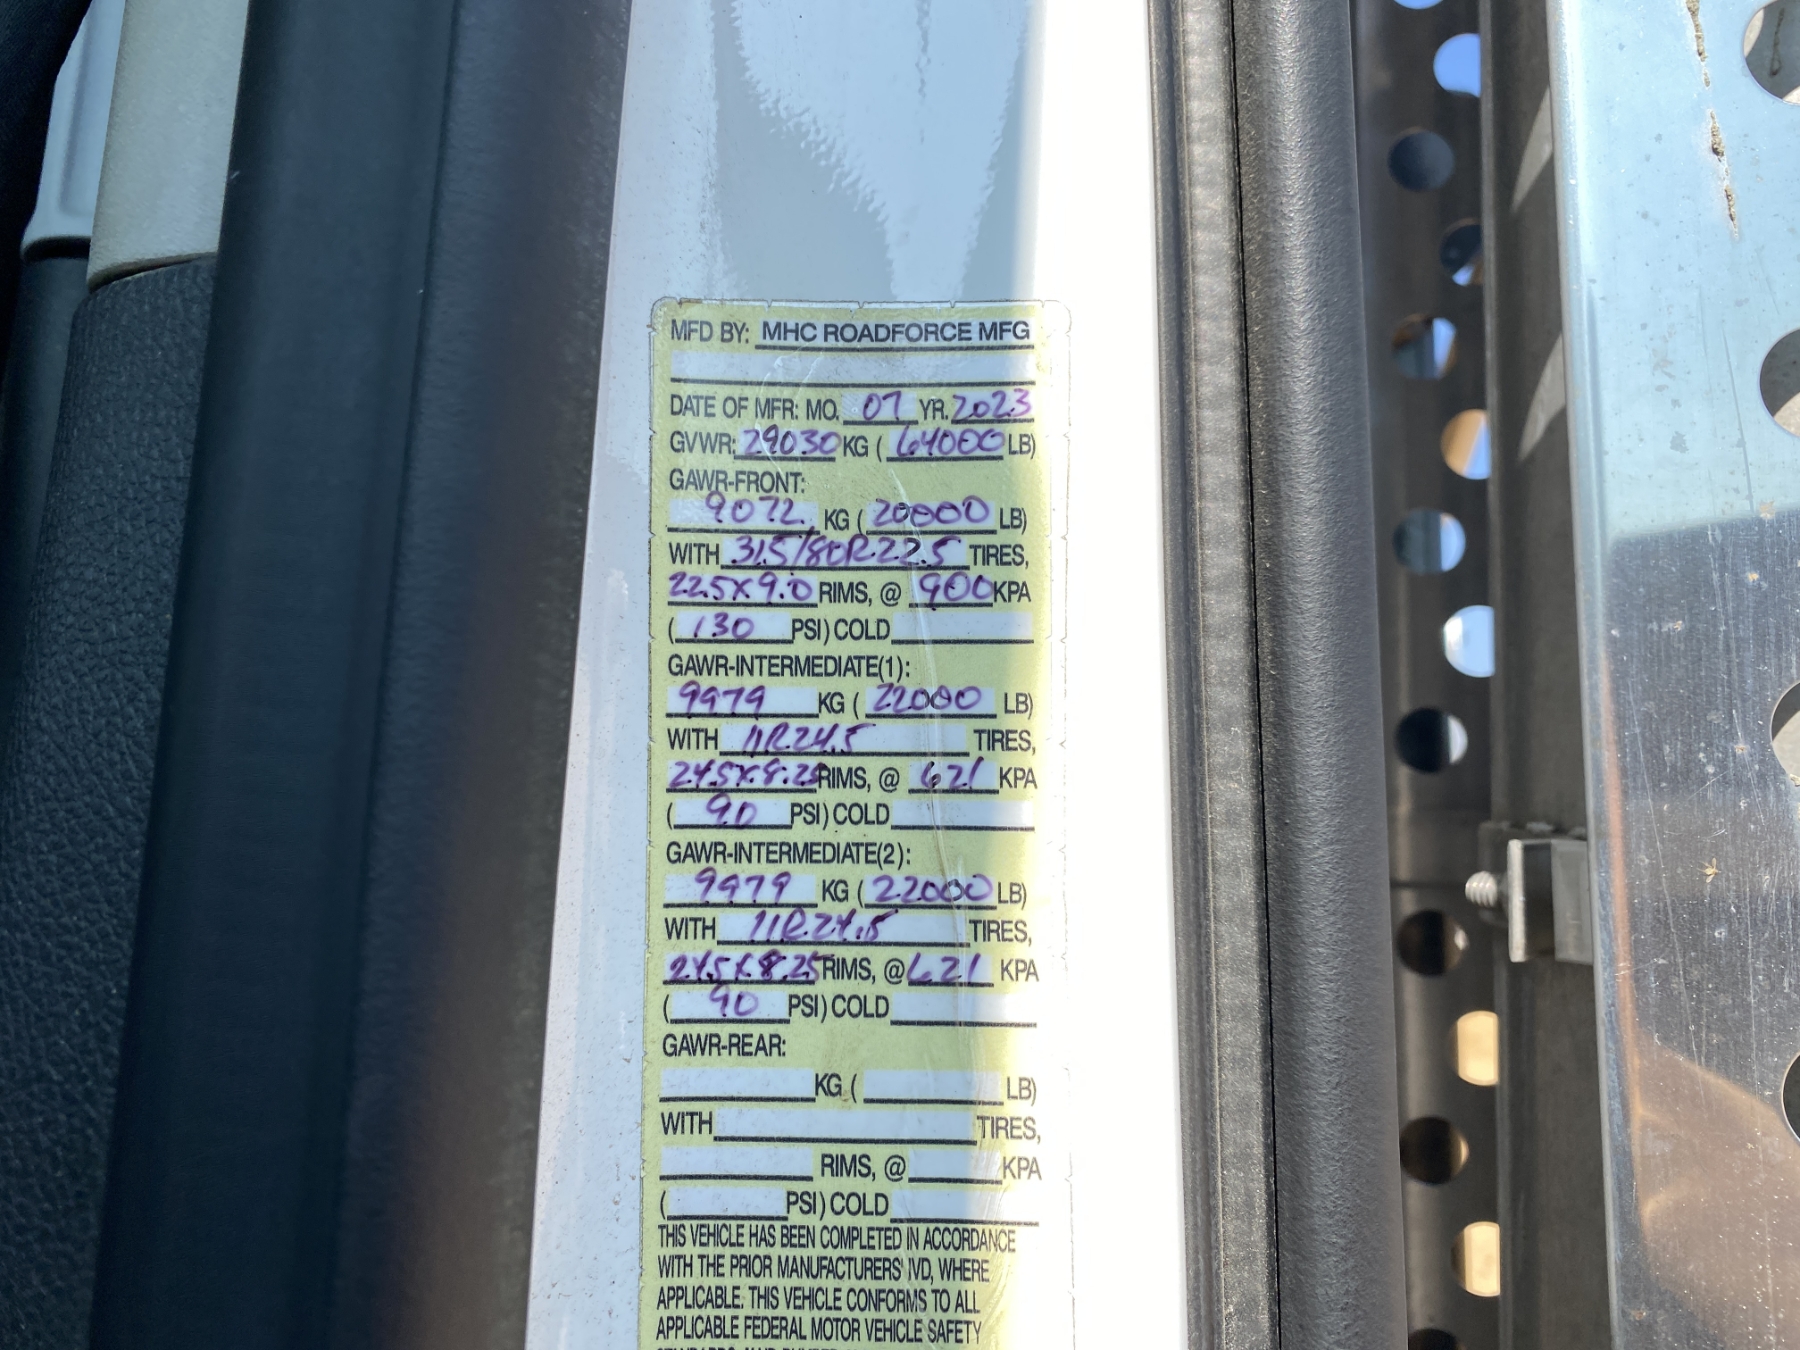 MFD BY: MHC ROADFORCE MFG
DATE OF MFR: MO. 07 YR. 2023
GVWR: 29030 KG ( 64000 LB)
GAWR-FRONT:
9072 KG ( 20000 LB)
WITH 315/80R22.5 TIRES,
22.5X9.0 RIMS, @ 900 KPA
( 130 PSI) COLD
GAWR-INTERMEDIATE(1):
9979 KG ( 22000 LB)
WITH 11R24.5 TIRES,
24.5X8.25 RIMS, @ 621 KPA
( 90 PSI) COLD
GAWR-INTERMEDIATE(2):
9979 KG ( 22000 LB)
WITH 11R24.5 TIRES,
24.5X8.25 RIMS, @ 621 KPA
( 90 PSI) COLD
GAWR-REAR:
KG ( LB)
WITH TIRES,
RIMS, @ KPA
( PSI) COLD
THIS VEHICLE HAS BEEN COMPLETED IN ACCORDANCE
WITH THE PRIOR MANUFACTURERS' IVD, WHERE
APPLICABLE. THIS VEHICLE CONFORMS TO ALL
APPLICABLE FEDERAL MOTOR VEHICLE SAFETY